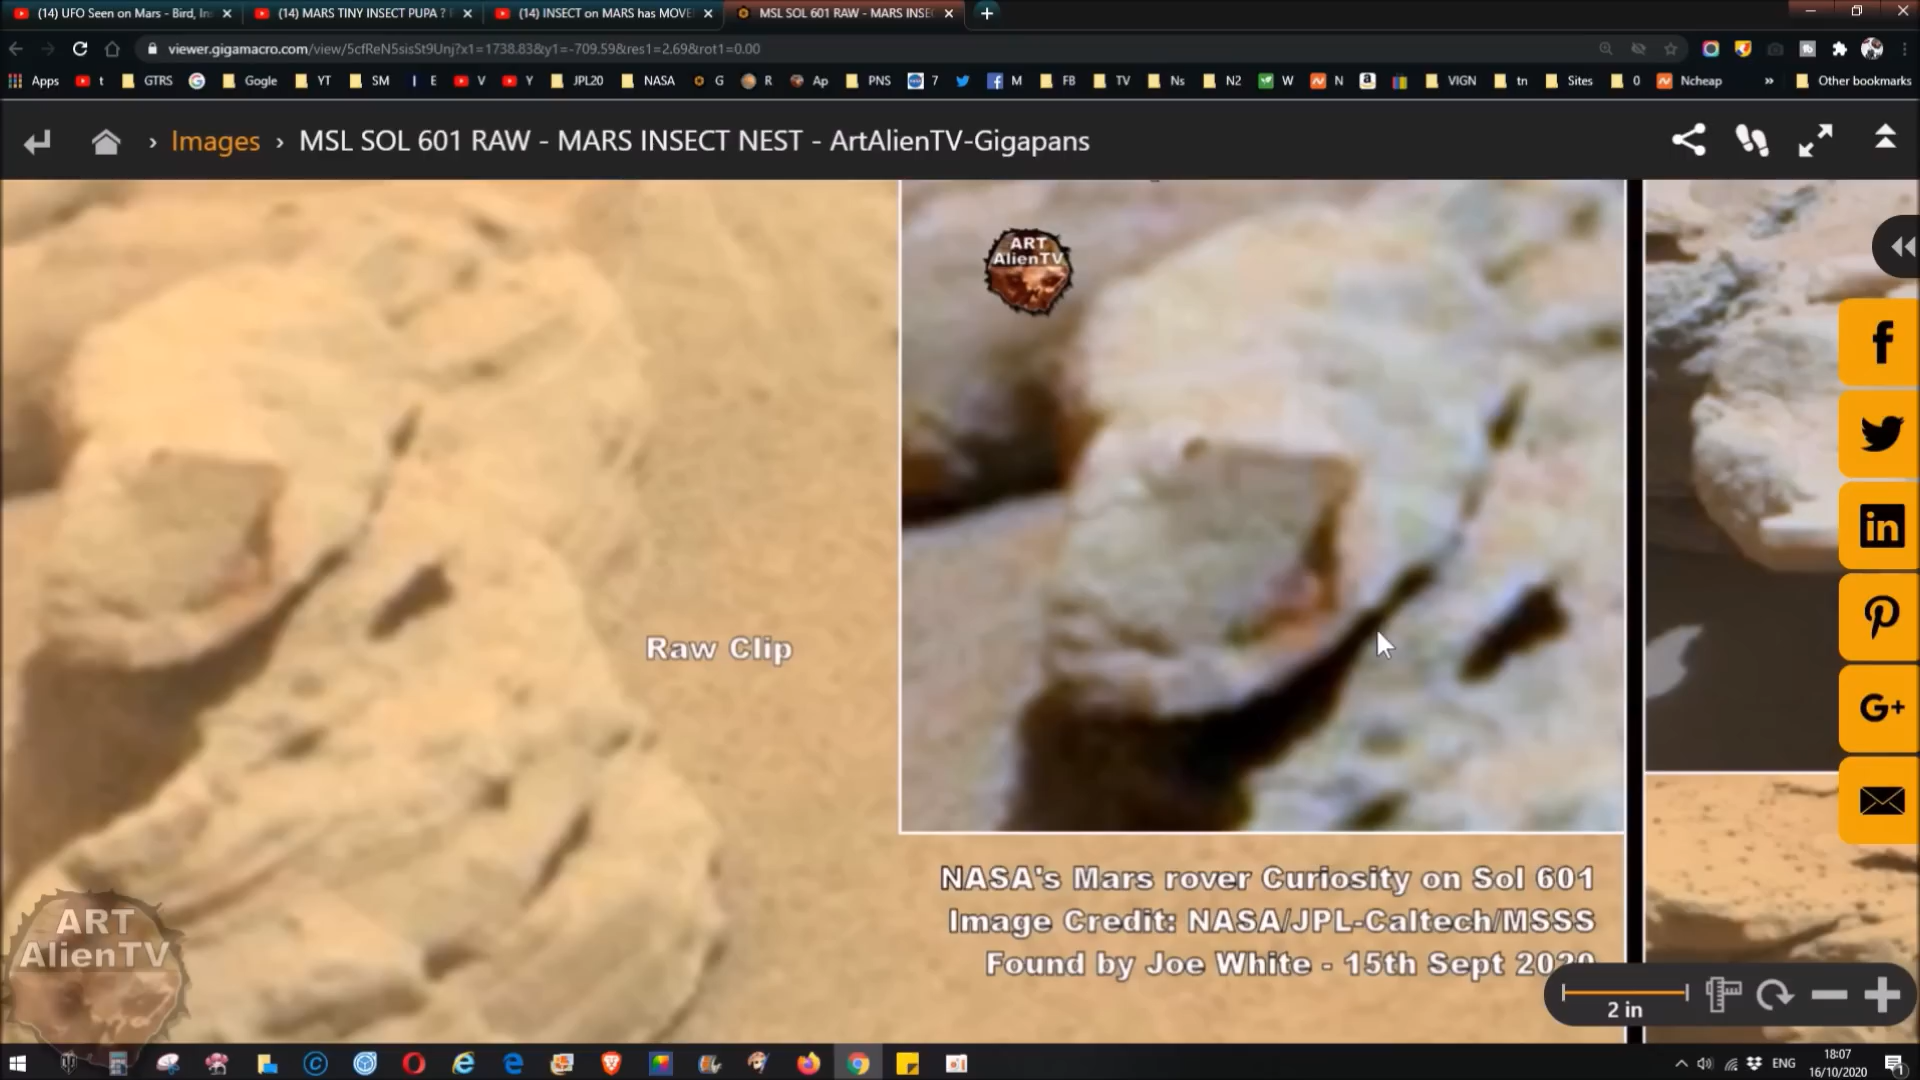 (14) UFO Seen on Mars - Bird, In
(14) MARS TINY INSECT PUPA ?
(14) INSECT on MARS has MOVE
MSL SOL 601 RAW - MARS INSE
viewer.gigamacro.com/view/5cfReN5sisSt9Unj?x1=1738.83&y1=-709.59&res1=2.69&rot1=0.00
Apps t GTRS Gogle YT SM E V Y JPL20 NASA G R Ap PNS 7 M FB TV Ns N2 W N VIGN tn Sites 0 Ncheap » Other bookmarks
› Images › MSL SOL 601 RAW - MARS INSECT NEST - ArtAlienTV-Gigapans
ART
AlienTV
Raw Clip
NASA's Mars rover Curiosity on Sol 601
Image Credit: NASA/JPL-Caltech/MSSS
Found by Joe White - 15th Sept 2020
ART
AlienTV
2 in
ENG
18:07
16/10/2020